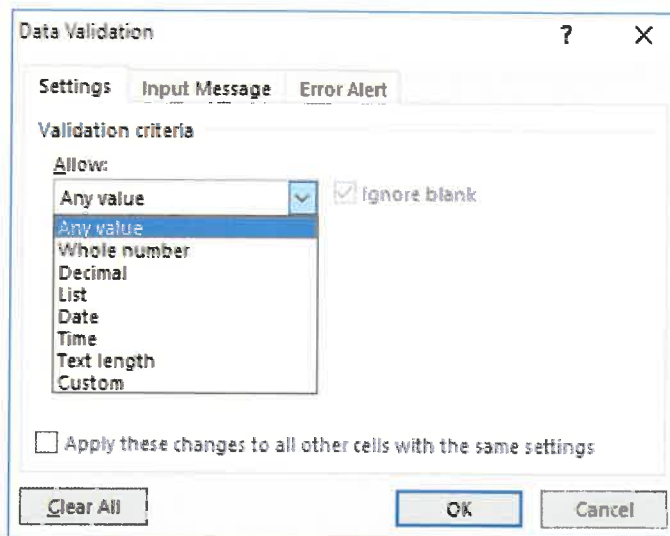 Data Validation ? X
Settings Input Message Error Alert
Validation criteria
Allow:
Any value Ignore blank
Any value
Whole number
Decimal
List
Date
Time
Text length
Custom
Apply these changes to all other cells with the same settings
Clear All OK Cancel